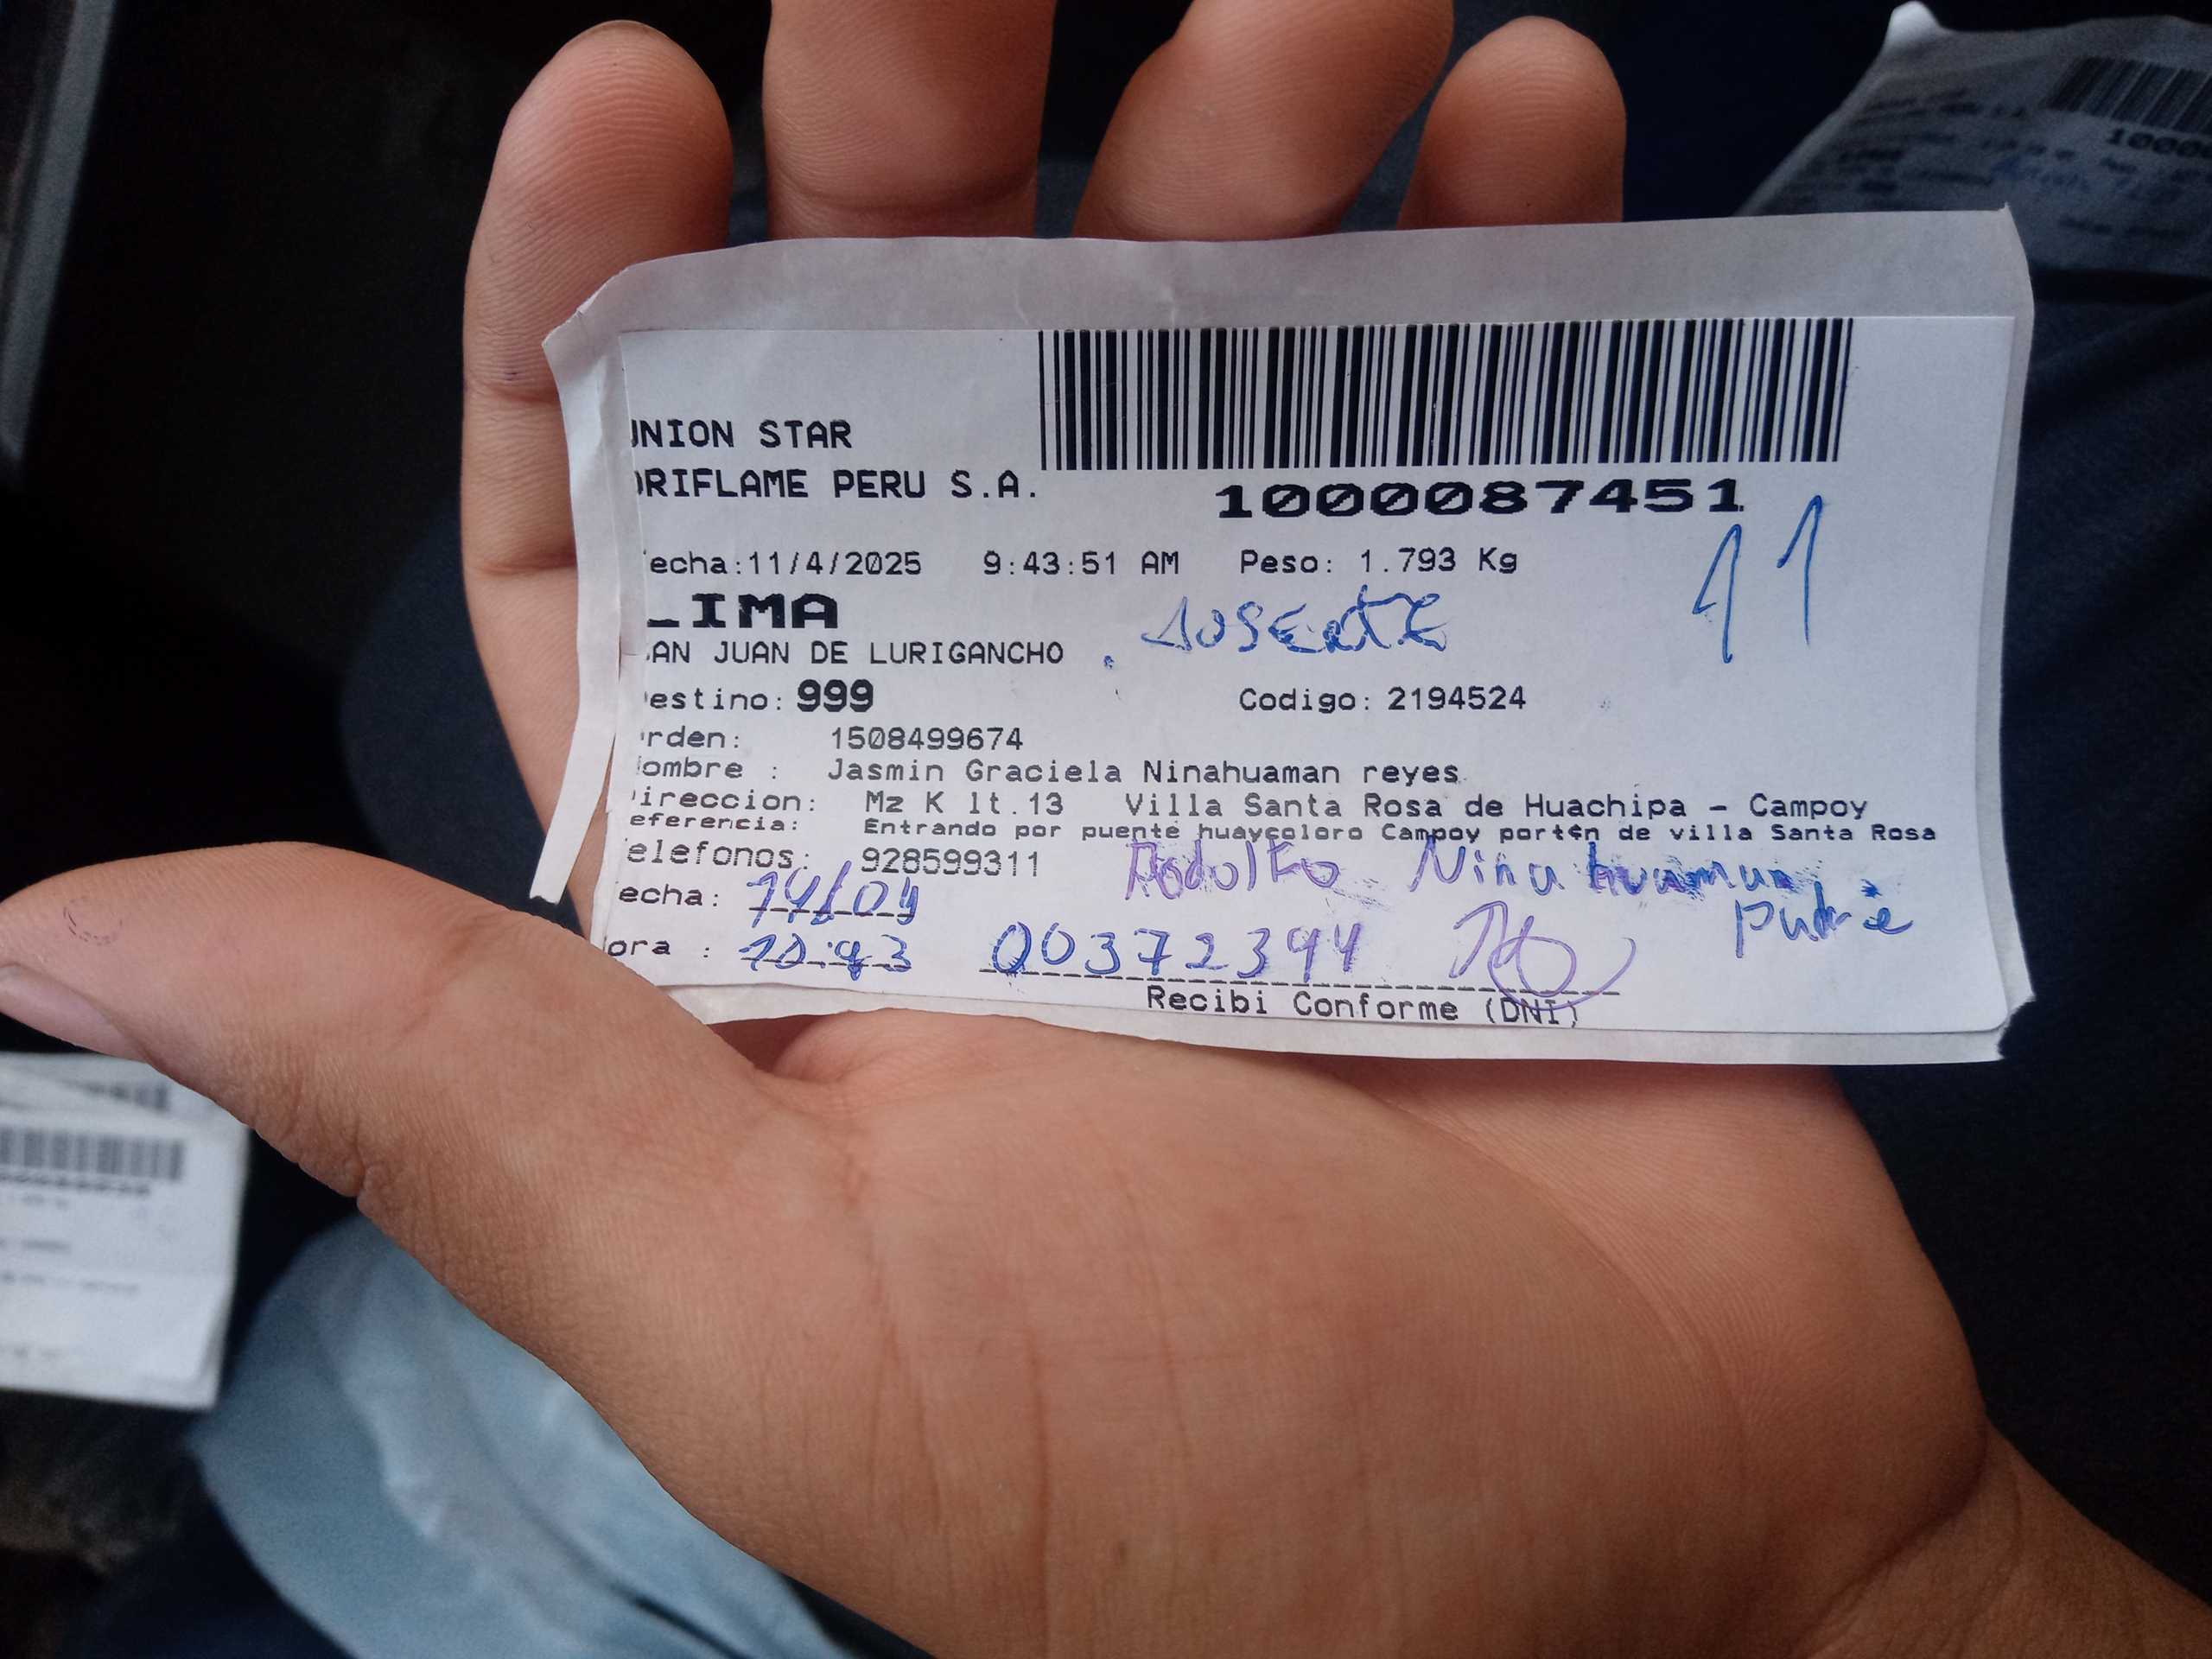 UNION STAR
ORIFLAME PERU S.A.
1000087451
11
echa:11/4/2025 9:43:51 AM Peso: 1.793 Kg
LIMA
AUSENTE
AN JUAN DE LURIGANCHO
estino: 999 Codigo: 2194524
rden: 1508499674
ombre : Jasmin Graciela Ninahuaman reyes
ireccion: Mz K lt.13 Villa Santa Rosa de Huachipa - Campoy
eferencia: Entrando por puente huaycoloro Campoy port¢n de villa Santa Rosa
elefonos: 928599311
Rodolfo Ninahuaman
echa: 14/04
padre
ora : 10:43 00372394
Recibi Conforme (DNI)
1000